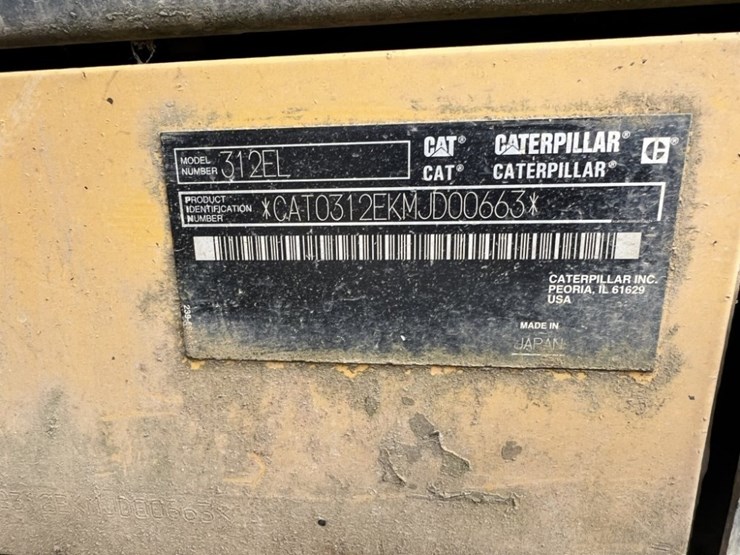 MODEL NUMBER 312EL
CAT® CATERPILLAR®
CAT® CATERPILLAR®
PRODUCT IDENTIFICATION NUMBER *CAT0312EKMJD00663*
CATERPILLAR INC.
PEORIA, IL 61629
USA
MADE IN
JAPAN